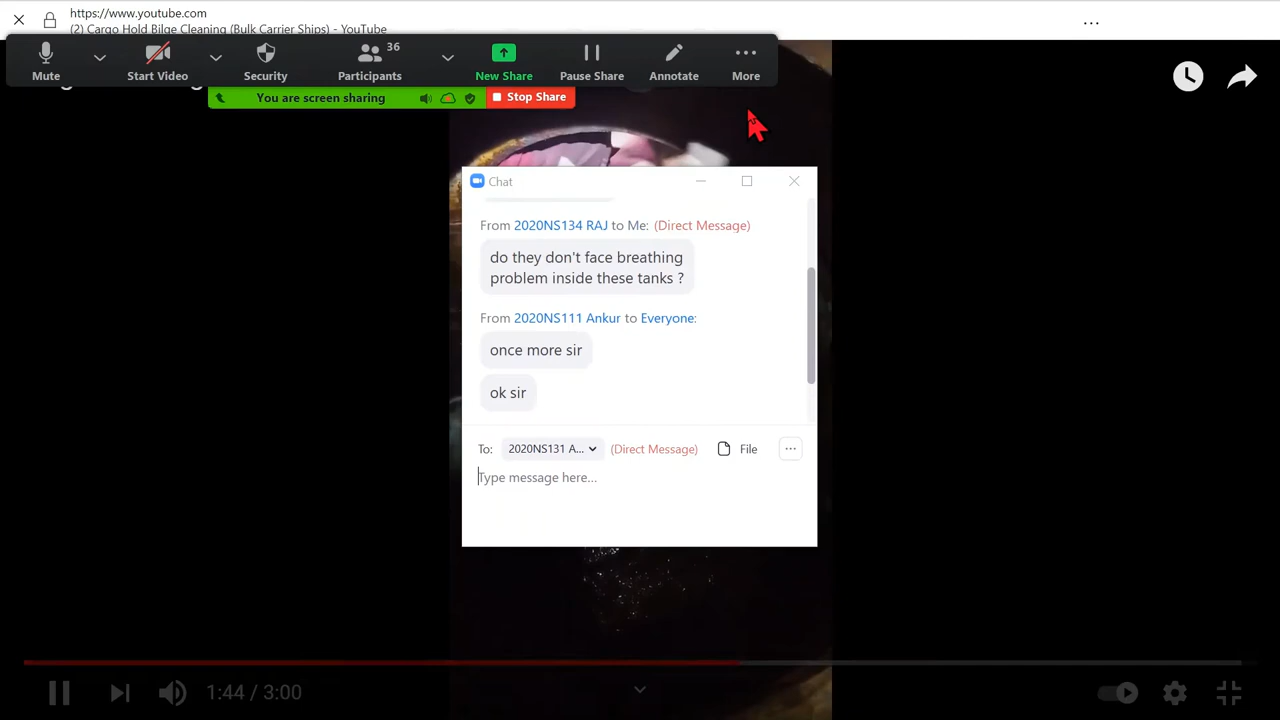 https://www.youtube.com
(2) Cargo Hold Bilge Cleaning (Bulk Carrier Ships) - YouTube
Mute
Start Video
Security
Participants
36
New Share
Pause Share
Annotate
More
You are screen sharing
Stop Share
Chat
From 2020NS134 RAJ to Me: (Direct Message)
do they don't face breathing
problem inside these tanks ?
From 2020NS111 Ankur to Everyone:
once more sir
ok sir
To: 2020NS131 A... (Direct Message) File
Type message here...
1:44 / 3:00